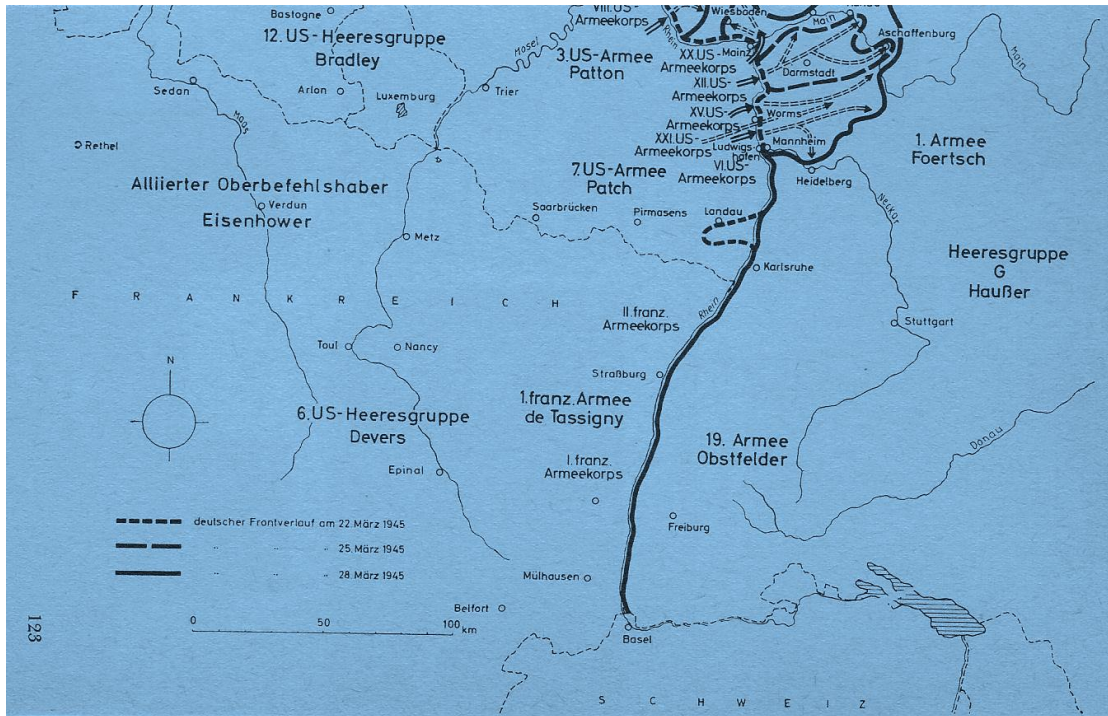 VIII.US-
Armeekorps
Wiesbaden
Main
Bastogne
Rhein
Aschaffenburg
12.US-Heeresgruppe
Bradley
Mosel
3.US-Armee
Patton
Mainz
XX.US-
Armeekorps
Darmstadt
Main
XII.US-
Armeekorps
Sedan
Arlon
Luxemburg
Trier
Maas
XV.US-
Armeekorps
Worms
XXI.US-
Armeekorps
Ludwigs-
hafen
Mannheim
1. Armee
Foertsch
Rethel
7.US-Armee
Patch
VI.US-
Armeekorps
Heidelberg
Alliierter Oberbefehlshaber
Eisenhower
Verdun
Saarbrücken
Pirmasens
Landau
Neckar
Metz
Karlsruhe
Heeresgruppe
G
Haußer
FRANKREICH
Rhein
II.franz.
Armeekorps
Stuttgart
Toul
Nancy
N
Straßburg
6.US-Heeresgruppe
Devers
1.franz.Armee
de Tassigny
19. Armee
Obstfelder
Donau
Epinal
I.franz.
Armeekorps
Freiburg
deutscher Frontverlauf am 22.März 1945
" " " 25.März 1945
" " " 28.März 1945
Mülhausen
Belfort
0 50 100 km
Basel
123
SCHWEIZ